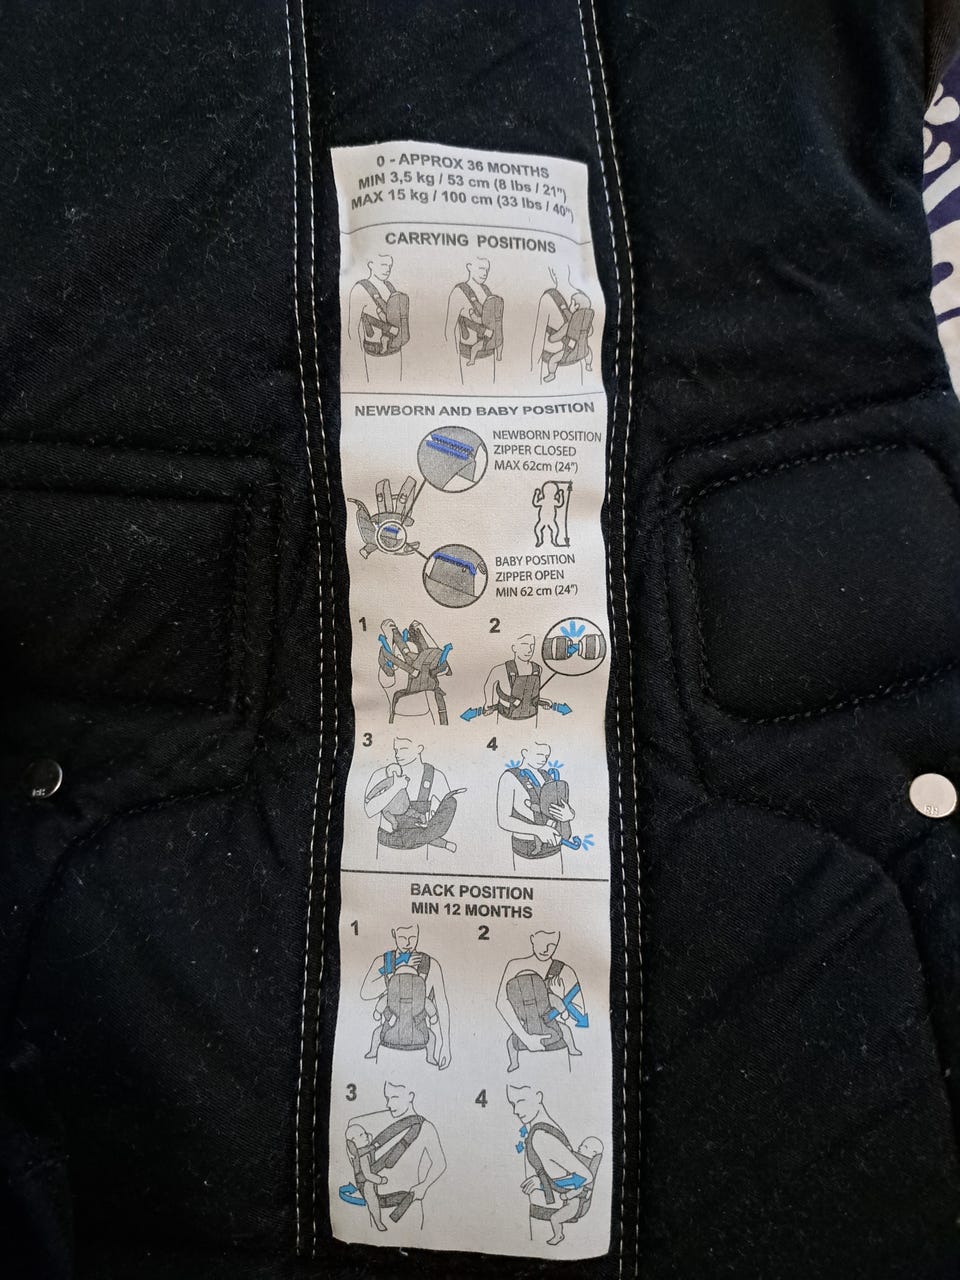 0 - APPROX 36 MONTHS
MIN 3,5 kg / 53 cm (8 lbs / 21")
MAX 15 kg / 100 cm (33 lbs / 40")
CARRYING POSITIONS
NEWBORN AND BABY POSITION
NEWBORN POSITION
ZIPPER CLOSED
MAX 62cm (24")
BABY POSITION
ZIPPER OPEN
MIN 62 cm (24")
1
2
3
4
BACK POSITION
MIN 12 MONTHS
1
2
3
4